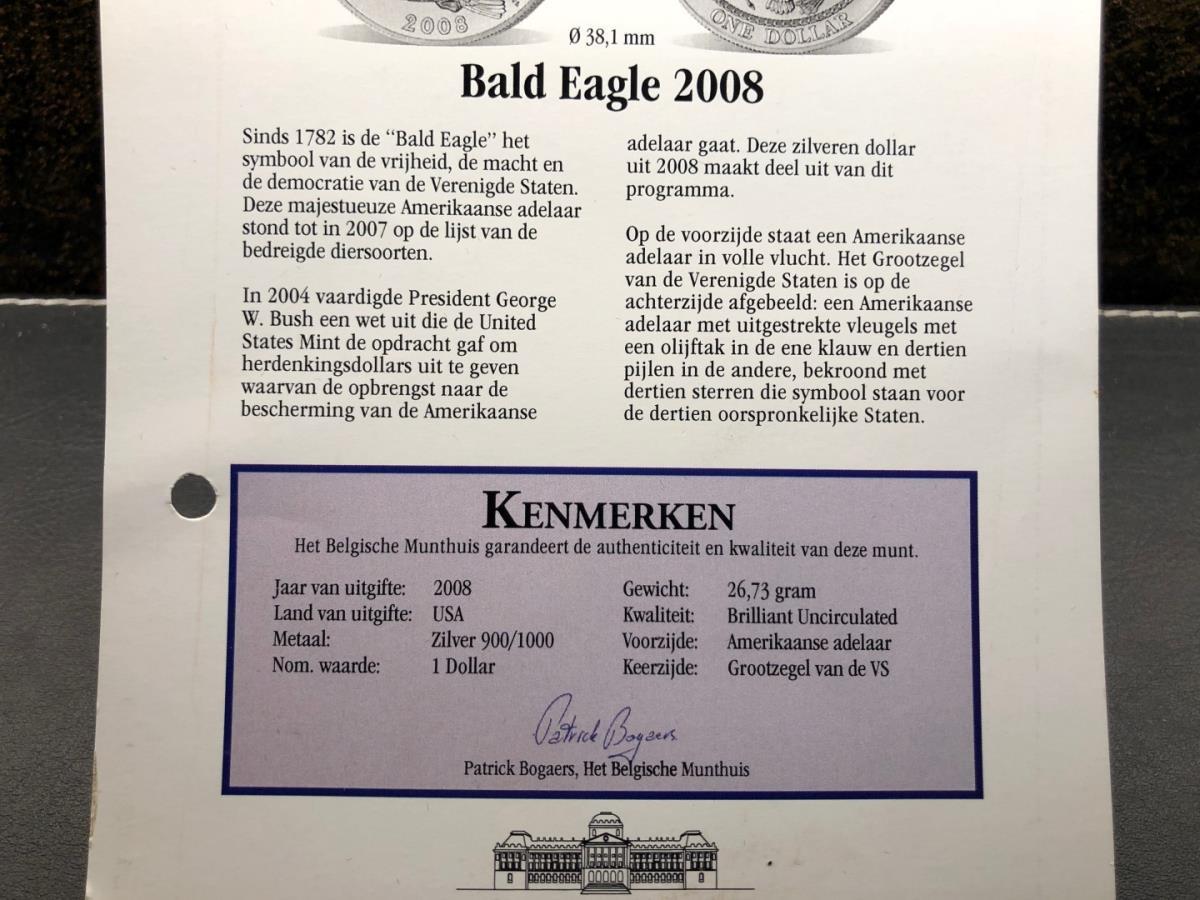 2008
ONE DOLLAR
Ø 38,1 mm
Bald Eagle 2008
Sinds 1782 is de “Bald Eagle” het
symbool van de vrijheid, de macht en
de democratie van de Verenigde Staten.
Deze majestueuze Amerikaanse adelaar
stond tot in 2007 op de lijst van de
bedreigde diersoorten.
In 2004 vaardigde President George
W. Bush een wet uit die de United
States Mint de opdracht gaf om
herdenkingsdollars uit te geven
waarvan de opbrengst naar de
bescherming van de Amerikaanse
adelaar gaat. Deze zilveren dollar
uit 2008 maakt deel uit van dit
programma.
Op de voorzijde staat een Amerikaanse
adelaar in volle vlucht. Het Grootzegel
van de Verenigde Staten is op de
achterzijde afgebeeld: een Amerikaanse
adelaar met uitgestrekte vleugels met
een olijftak in de ene klauw en dertien
pijlen in de andere, bekroond met
dertien sterren die symbool staan voor
de dertien oorspronkelijke Staten.
KENMERKEN
Het Belgische Munthuis garandeert de authenticiteit en kwaliteit van deze munt.
Jaar van uitgifte: 2008
Land van uitgifte: USA
Metaal: Zilver 900/1000
Nom. waarde: 1 Dollar
Gewicht: 26,73 gram
Kwaliteit: Brilliant Uncirculated
Voorzijde: Amerikaanse adelaar
Keerzijde: Grootzegel van de VS
Patrick Bogaers
Patrick Bogaers, Het Belgische Munthuis